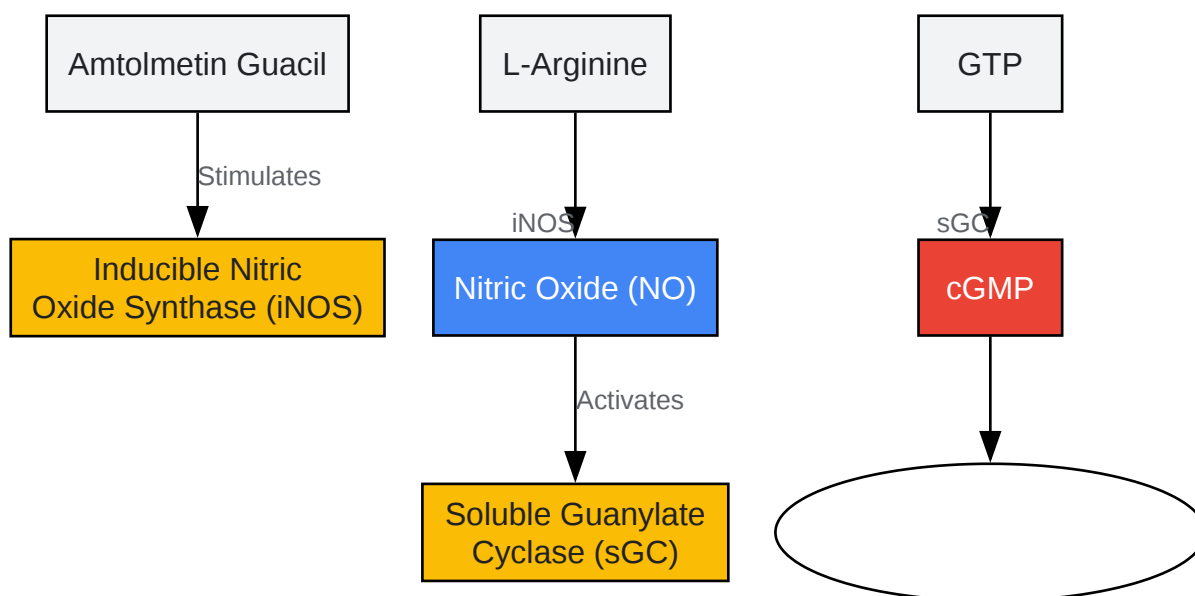 Amtolmetin Guacil
L-Arginine
GTP
Stimulates
iNOS
sGC
Inducible Nitric
Oxide Synthase (iNOS)
Nitric Oxide (NO)
cGMP
Activates
Soluble Guanylate
Cyclase (sGC)